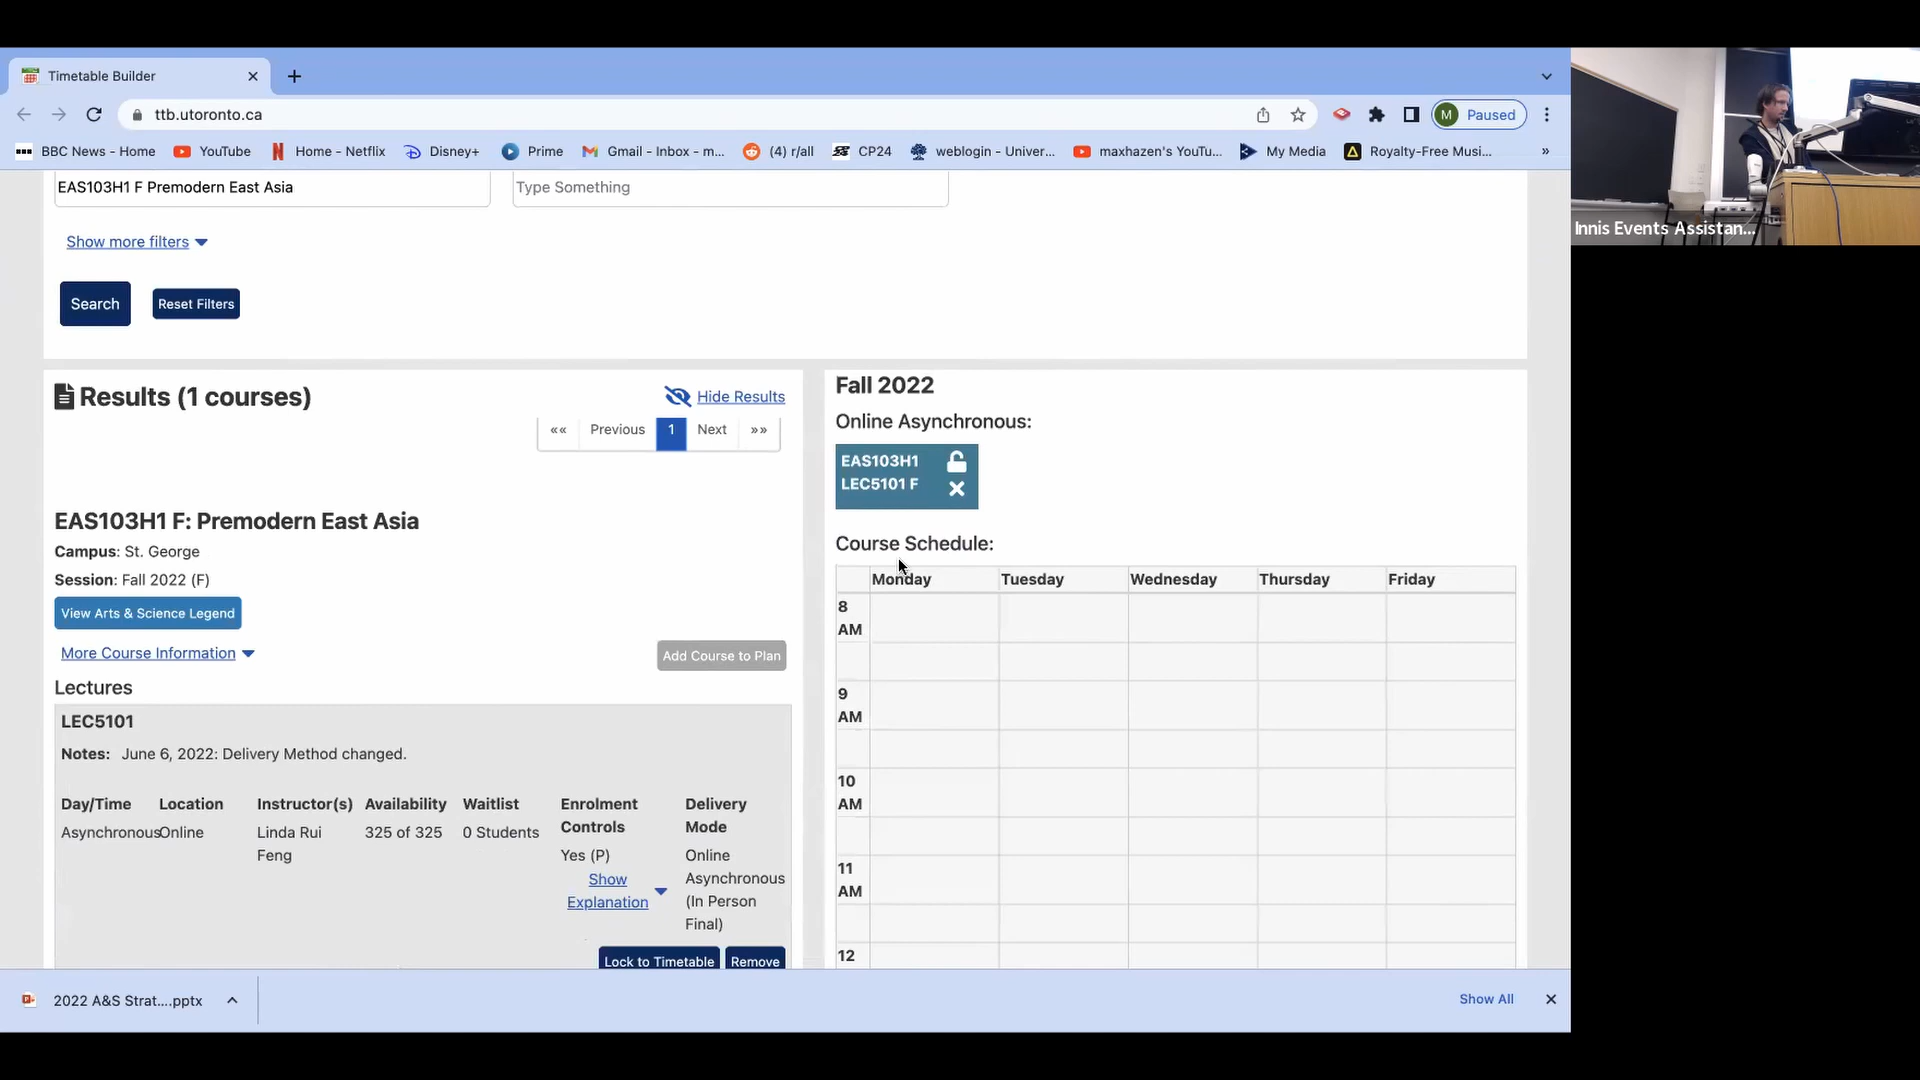 Timetable Builder
ttb.utoronto.ca
M Paused
BBC News - Home YouTube Home - Netflix Disney+ Prime Gmail - Inbox - m... (4) r/all CP24 weblogin - Univer... maxhazen's YouTu... My Media Royalty-Free Musi... »
EAS103H1 F Premodern East Asia
Type Something
Show more filters
Search
Reset Filters
Results (1 courses)
Hide Results
«« Previous 1 Next »»
EAS103H1 F: Premodern East Asia
Campus: St. George
Session: Fall 2022 (F)
View Arts & Science Legend
More Course Information
Add Course to Plan
Lectures
LEC5101
Notes: June 6, 2022: Delivery Method changed.
Day/Time Location Instructor(s) Availability Waitlist Enrolment Controls Delivery Mode
Asynchronous Online Linda Rui Feng 325 of 325 0 Students Yes (P) Online Asynchronous (In Person Final)
Show Explanation
Lock to Timetable
Remove
Fall 2022
Online Asynchronous:
EAS103H1
LEC5101 F
Course Schedule:
Monday Tuesday Wednesday Thursday Friday
8 AM
9 AM
10 AM
11 AM
12
2022 A&S Strat....pptx
Show All
Innis Events Assistan...